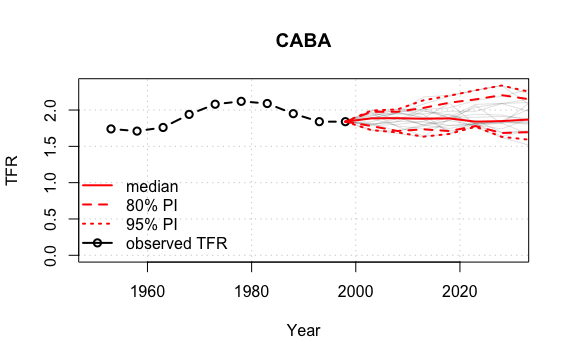 CABA
TFR
2.0
1.5
1.0
0.5
0.0
median
80% PI
95% PI
observed TFR
1960 1980 2000 2020
Year